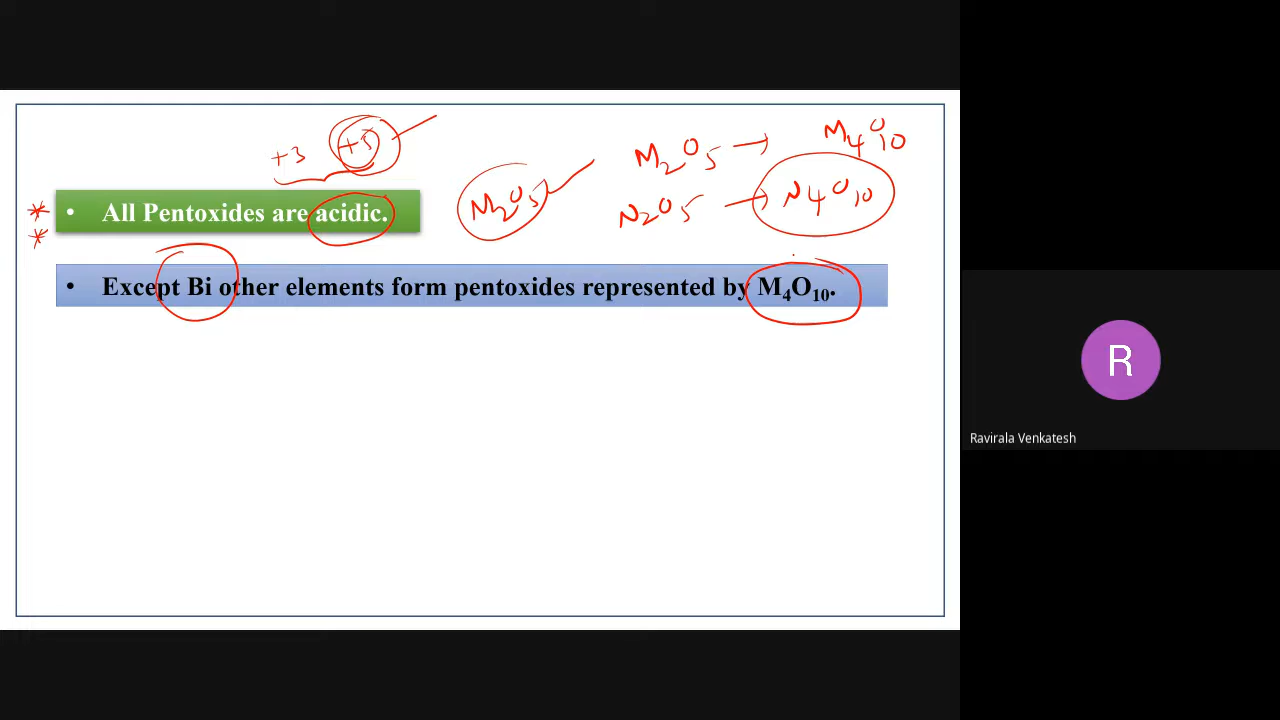 +3 +5
M₂O₅ → M₄O₁₀
* • All Pentoxides are acidic. M₂O₅ N₂O₅ → N₄O₁₀
*
• Except Bi other elements form pentoxides represented by M₄O₁₀.
R
Ravirala Venkatesh